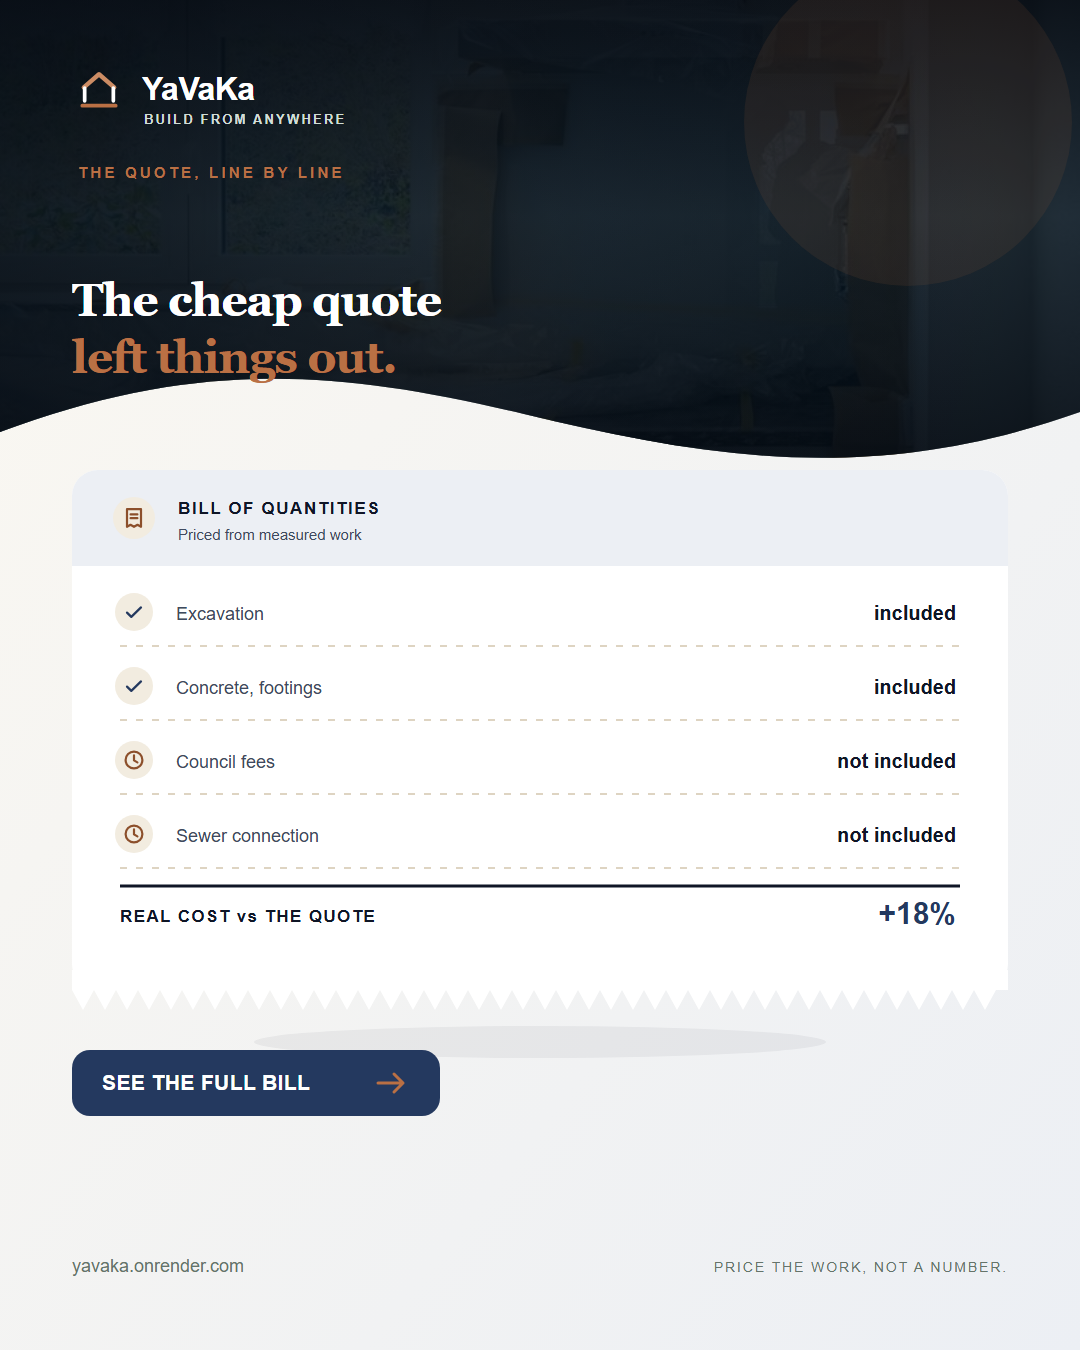 YaVaKa
BUILD FROM ANYWHERE
THE QUOTE, LINE BY LINE
The cheap quote
left things out.
BILL OF QUANTITIES
Priced from measured work
Excavation included
Concrete, footings included
Council fees not included
Sewer connection not included
REAL COST vs THE QUOTE +18%
SEE THE FULL BILL
yavaka.onrender.com
PRICE THE WORK, NOT A NUMBER.